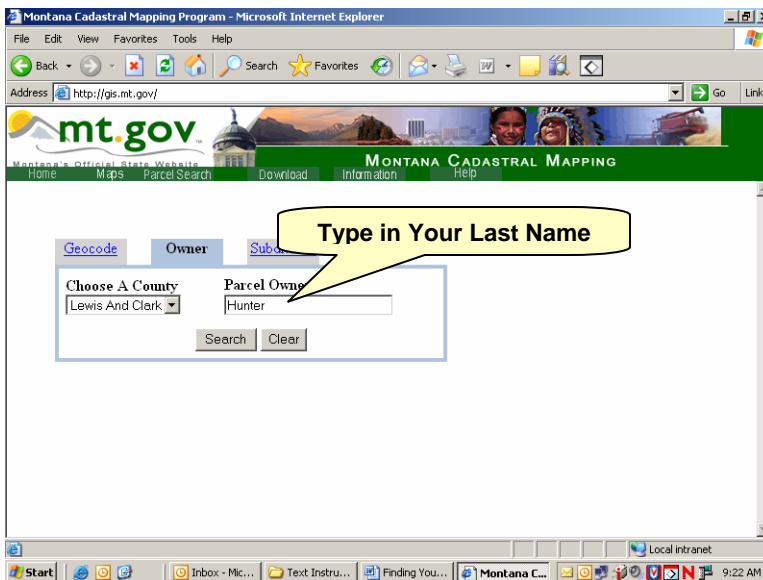 Montana Cadastral Mapping Program - Microsoft Internet Explorer
File Edit View Favorites Tools Help
Back Search Favorites
Address http://gis.mt.gov/ Go Link
mt.gov
Montana's Official State Website
MONTANA CADASTRAL MAPPING
Home Maps Parcel Search Download Information Help
Type in Your Last Name
Geocode Owner
Choose A County Parcel Owne
Lewis And Clark Hunter
Search Clear
Local intranet
Start Inbox - Mic... Text Instru... Finding You... Montana C... 9:22 AM